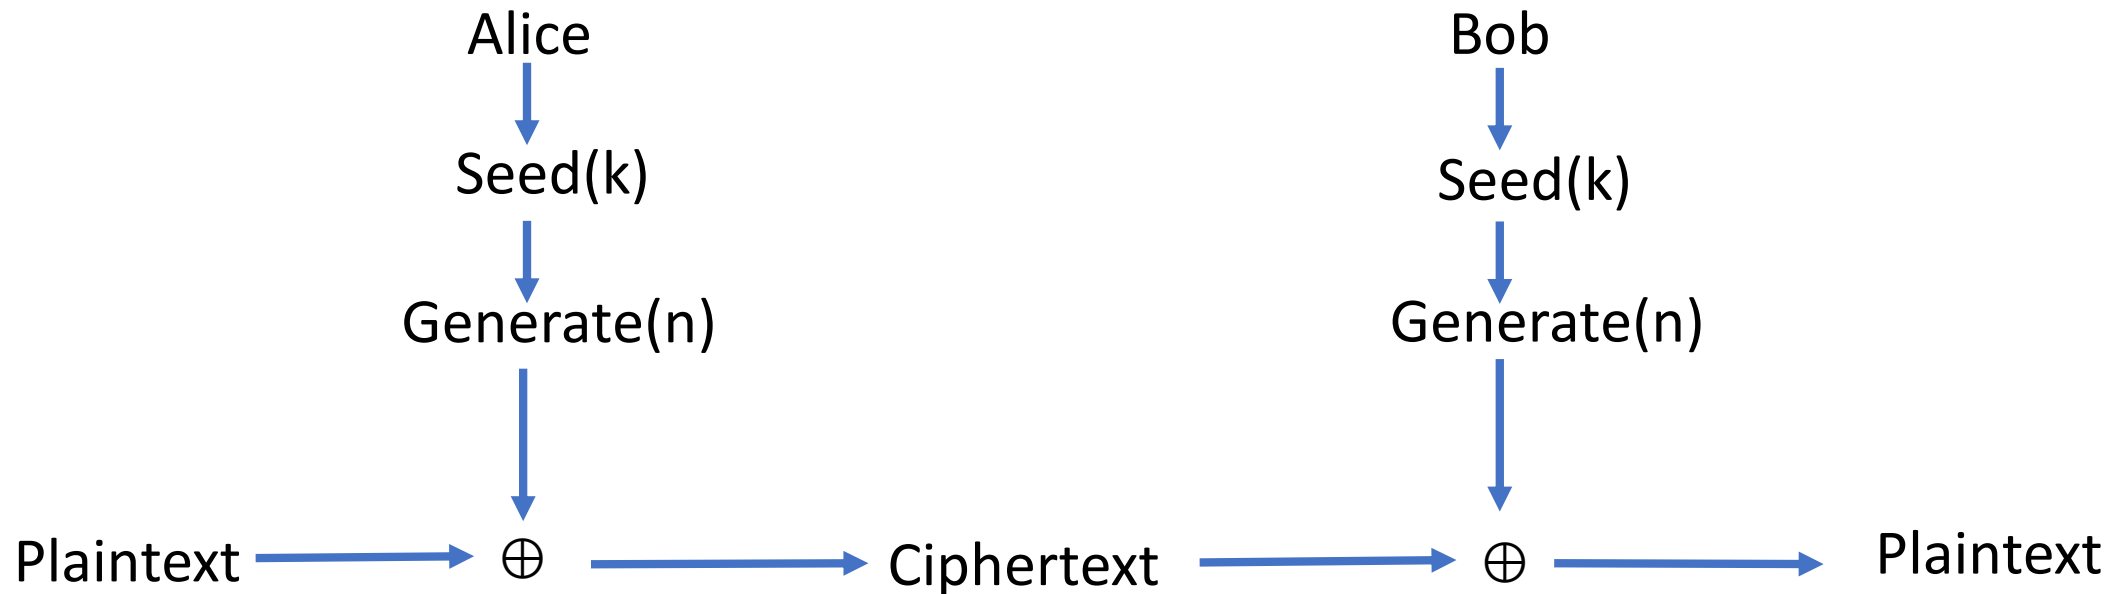 Alice
Bob
Seed(k)
Seed(k)
Generate(n)
Generate(n)
Plaintext ⊕ Ciphertext ⊕ Plaintext